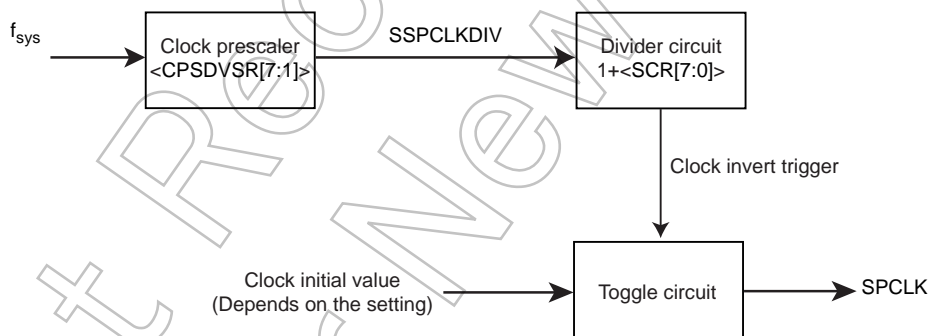 fsys
Clock prescaler
<CPSDVSR[7:1]>
SSPCLKDIV
Divider circuit
1+<SCR[7:0]>
Clock invert trigger
Clock initial value
(Depends on the setting)
Toggle circuit
SPCLK